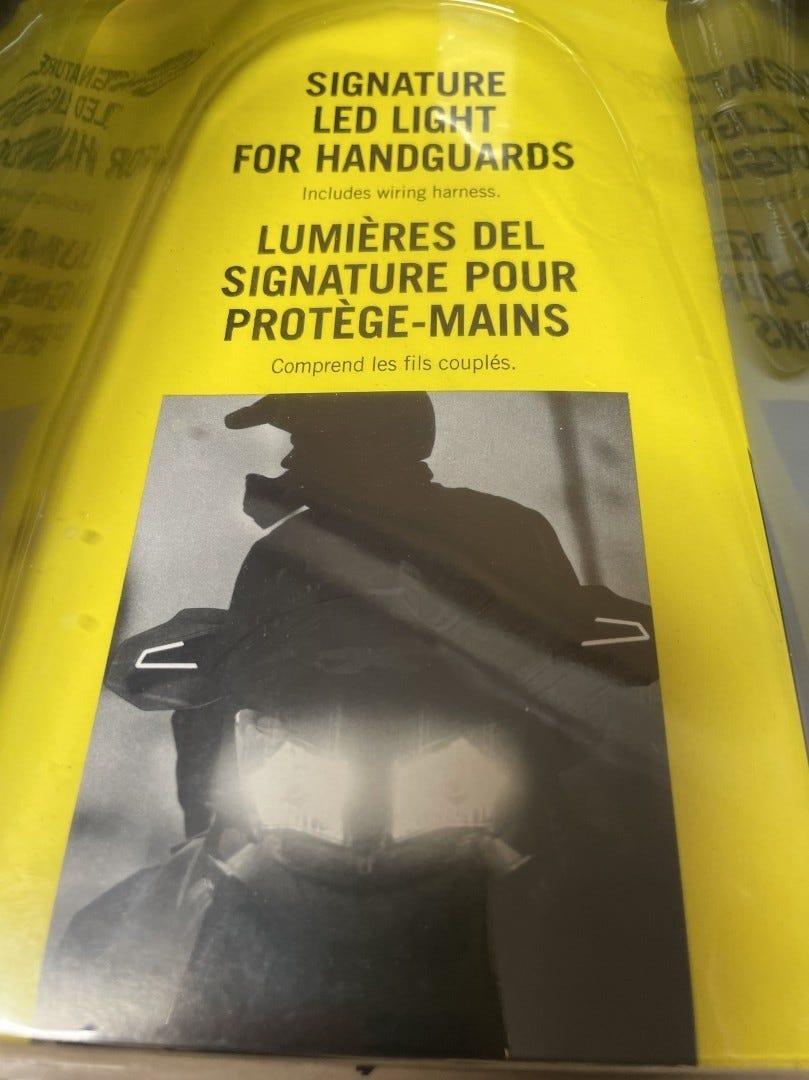 SIGNATURE
LED LIGHT
FOR HANDGUARDS
Includes wiring harness.
LUMIÈRES DEL
SIGNATURE POUR
PROTÈGE-MAINS
Comprend les fils couplés.